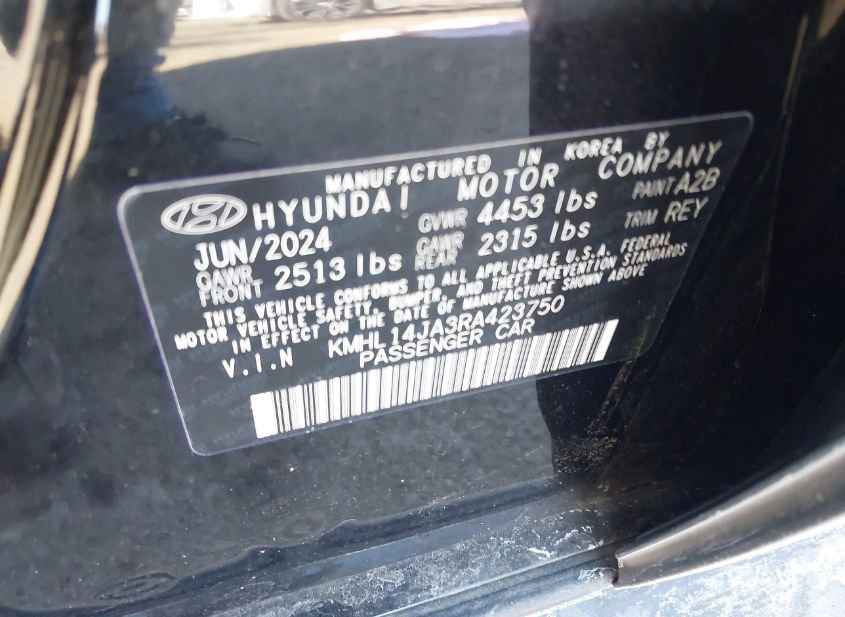 MANUFACTURED IN KOREA BY
HYUNDAI MOTOR COMPANY
JUN/2024 GVWR 4453 lbs PAINT A2B
GAWR FRONT 2513 lbs GAWR REAR 2315 lbs TRIM REY
THIS VEHICLE CONFORMS TO ALL APPLICABLE U.S.A. FEDERAL
MOTOR VEHICLE SAFETY, BUMPER, AND THEFT PREVENTION STANDARDS
IN EFFECT ON THE DATE OF MANUFACTURE SHOWN ABOVE
V.I.N KMHL14JA3RA423750
PASSENGER CAR